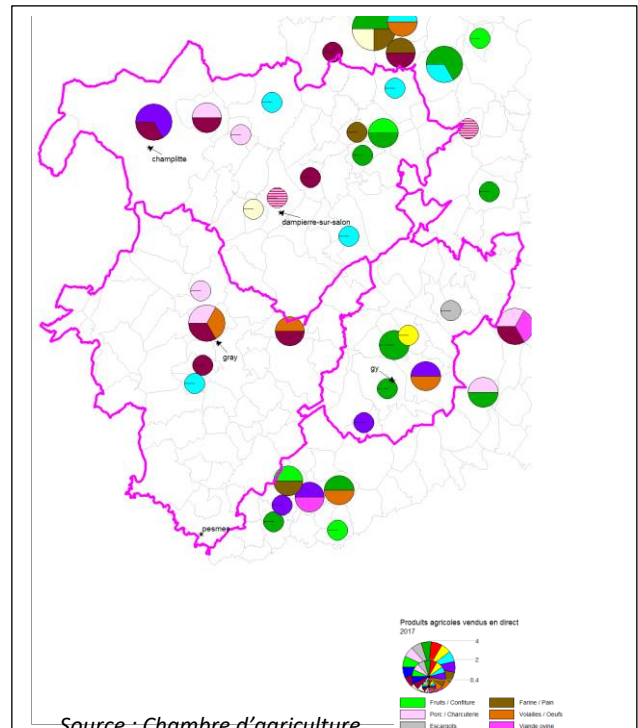 champlitte
dampierre-sur-salon
gray
gy
pesmes
Produits agricoles vendus en direct
2017
4
2
0,4
Fruits / Confiture
Farine / Pain
Porc / Charcuterie
Volailles / Oeufs
Escargots
Viande ovine
Source : Chambre d'agriculture